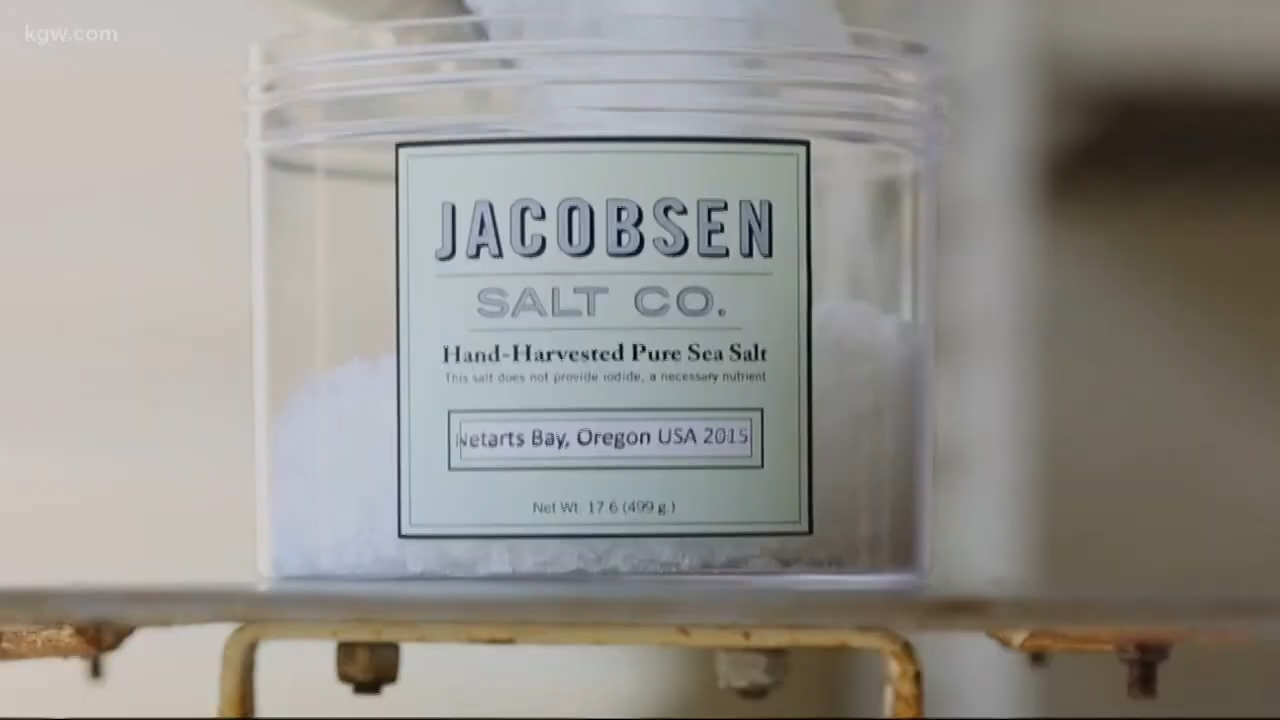 kgw.com
JACOBSEN
SALT CO.
Hand-Harvested Pure Sea Salt
This salt does not provide iodide, a necessary nutrient
Netarts Bay, Oregon USA 2015
Net Wt. 17.6 (499 g.)